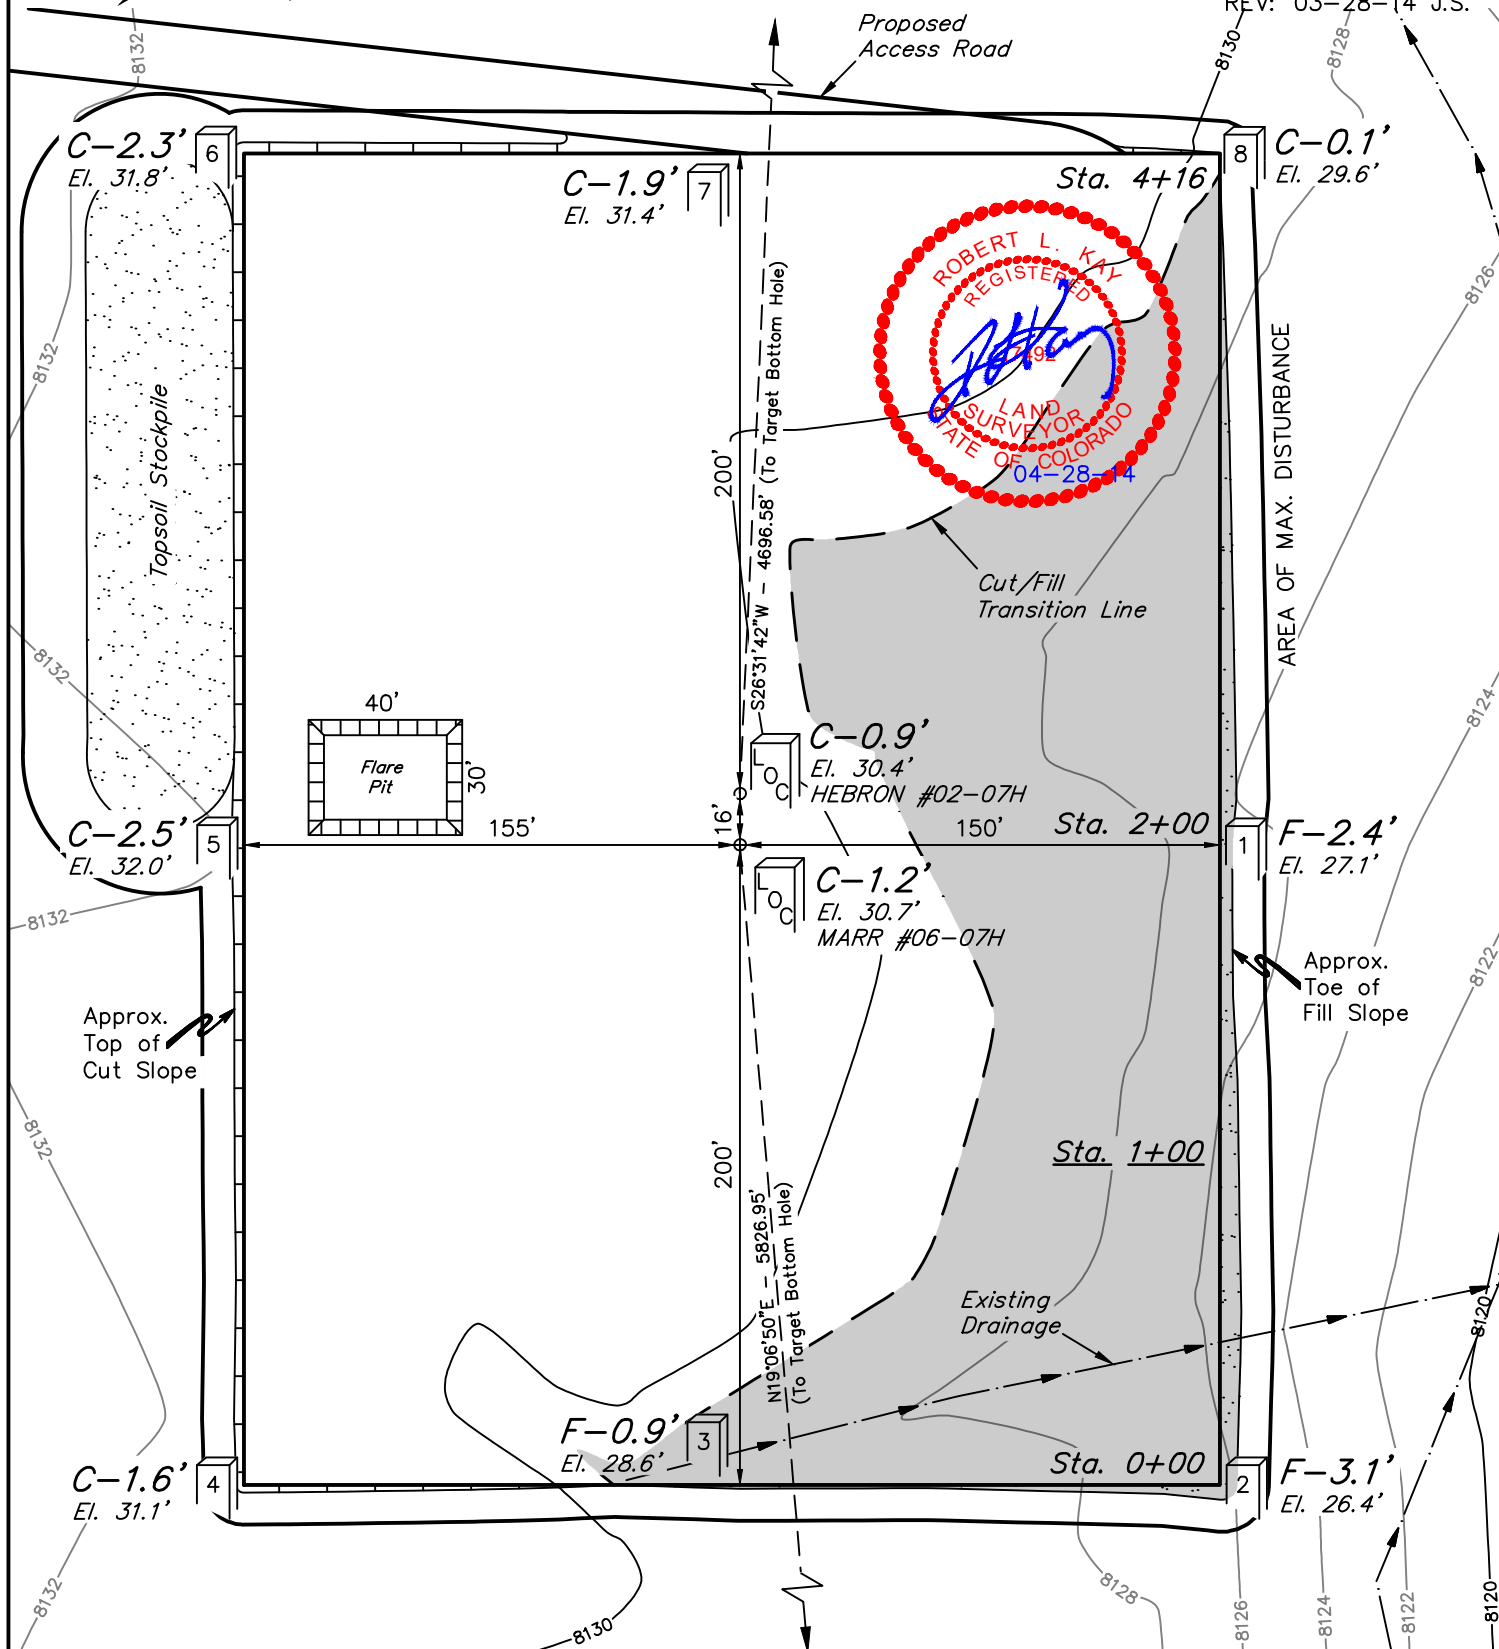 REV: 03-28-14 J.S.
Proposed
Access Road
8132
8130
8128
C-2.3'
El. 31.8'
6
C-1.9'
El. 31.4'
7
Sta. 4+16
8
C-0.1'
El. 29.6'
ROBERT L. KAY
REGISTERED
7492
LAND
SURVEYOR
STATE OF COLORADO
04-28-14
8126
8132
Topsoil Stockpile
200'
S26°31'42"W - 4696.58' (To Target Bottom Hole)
AREA OF MAX. DISTURBANCE
Cut/Fill
Transition Line
8132
8124
40'
30'
Flare
Pit
LOC
C-0.9'
El. 30.4'
HEBRON #02-07H
16'
C-2.5'
El. 32.0'
5
155'
150'
Sta. 2+00
1
F-2.4'
El. 27.1'
LOC
C-1.2'
El. 30.7'
MARR #06-07H
8132
8122
Approx.
Toe of
Fill Slope
Approx.
Top of
Cut Slope
8132
200'
Sta. 1+00
N19°06'50"E - 5826.95'
(To Target Bottom Hole)
Existing
Drainage
8120
F-0.9'
El. 28.6'
3
Sta. 0+00
C-1.6'
El. 31.1'
4
2
F-3.1'
El. 26.4'
8132
8130
8128
8126
8124
8122
8120